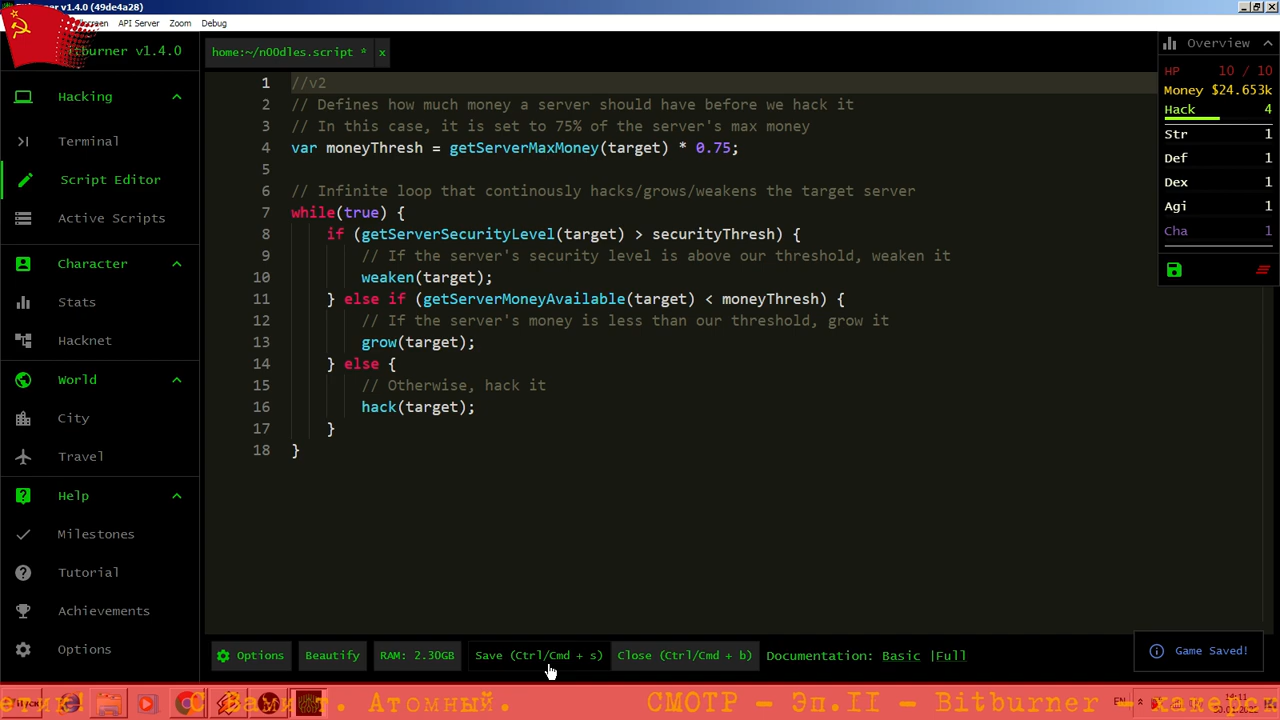 Bitburner v1.4.0 (49de4a28)
API Server Zoom Debug
Bitburner v1.4.0
home:~/n00dles.script * x
Overview
Hacking
Terminal
Script Editor
Active Scripts
Character
Stats
Hacknet
World
City
Travel
Help
Milestones
Tutorial
Achievements
Options
1 //v2
2 // Defines how much money a server should have before we hack it
3 // In this case, it is set to 75% of the server's max money
4 var moneyThresh = getServerMaxMoney(target) * 0.75;
5
6 // Infinite loop that continously hacks/grows/weakens the target server
7 while(true) {
8 if (getServerSecurityLevel(target) > securityThresh) {
9 // If the server's security level is above our threshold, weaken it
10 weaken(target);
11 } else if (getServerMoneyAvailable(target) < moneyThresh) {
12 // If the server's money is less than our threshold, grow it
13 grow(target);
14 } else {
15 // Otherwise, hack it
16 hack(target);
17 }
18 }
HP 10 / 10
Money $24.653k
Hack 4
Str 1
Def 1
Dex 1
Agi 1
Cha 1
Options Beautify RAM: 2.30GB Save (Ctrl/Cmd + s) Close (Ctrl/Cmd + b) Documentation: Basic |Full
Game Saved!
С Вами т. Атомный. СМОТР – Эп.II – Bitburner – хакерск
EN 14:11